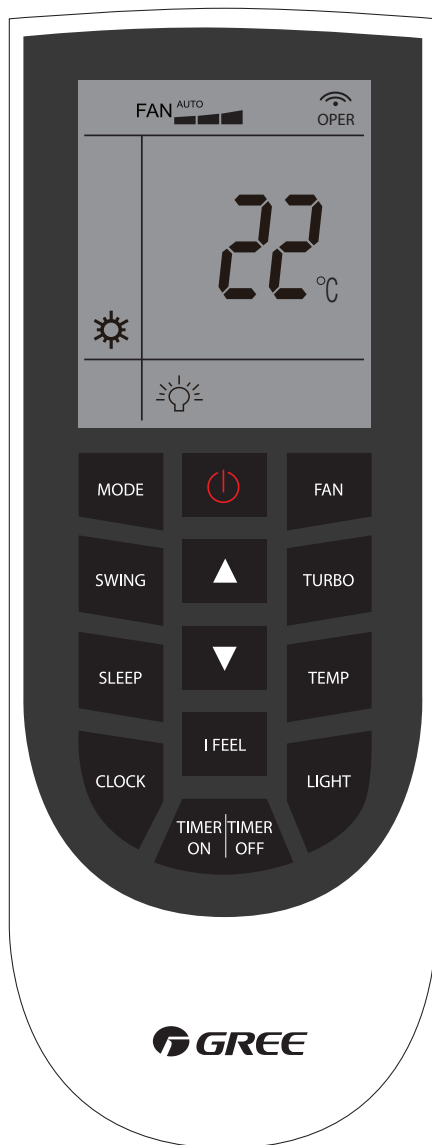 FAN AUTO
OPER
22 °C
MODE FAN
SWING TURBO
SLEEP TEMP
I FEEL
CLOCK LIGHT
TIMER TIMER
ON OFF
GREE